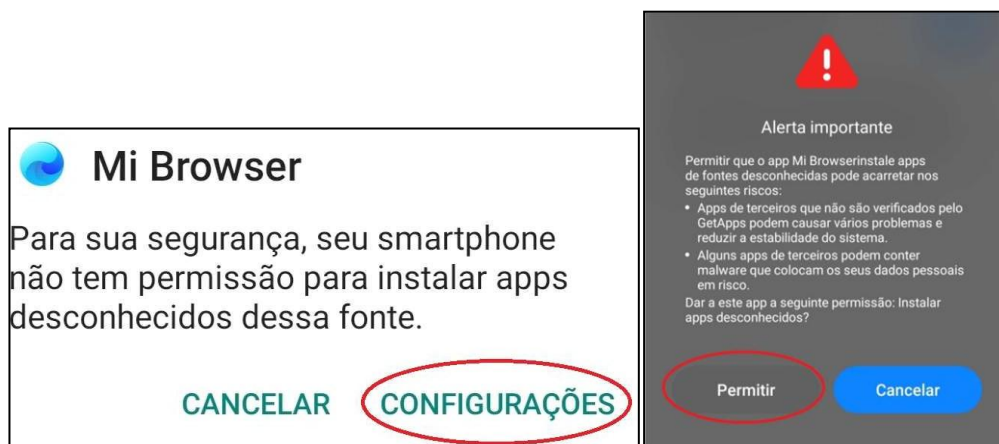 Mi Browser
Para sua segurança, seu smartphone
não tem permissão para instalar apps
desconhecidos dessa fonte.
CANCELAR CONFIGURAÇÕES
Alerta importante
Permitir que o app Mi Browserinstale apps
de fontes desconhecidas pode acarretar nos
seguintes riscos:
• Apps de terceiros que não são verificados pelo
GetApps podem causar vários problemas e
reduzir a estabilidade do sistema.
• Alguns apps de terceiros podem conter
malware que colocam os seus dados pessoais
em risco.
Dar a este app a seguinte permissão: Instalar
apps desconhecidos?
Permitir Cancelar